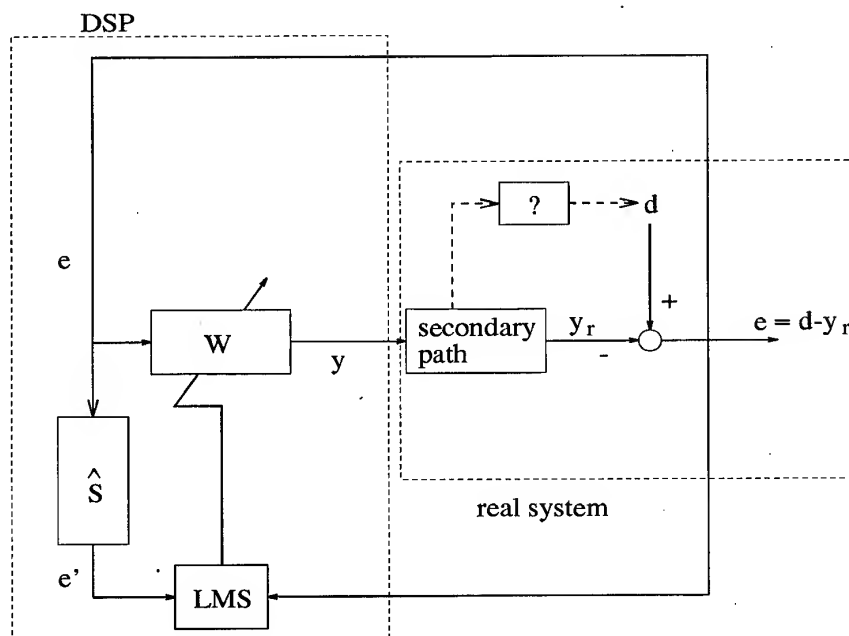 DSP
?
d
e
+
W
secondary
path
y_r
e = d-y_r
y
-
ŝ
real system
e'
LMS